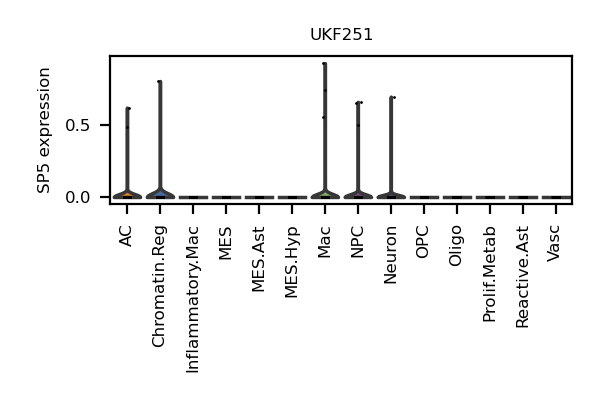 UKF251
SP5 expression
0.5
0.0
AC
Chromatin.Reg
Inflammatory.Mac
MES
MES.Ast
MES.Hyp
Mac
NPC
Neuron
OPC
Oligo
Prolif.Metab
Reactive.Ast
Vasc